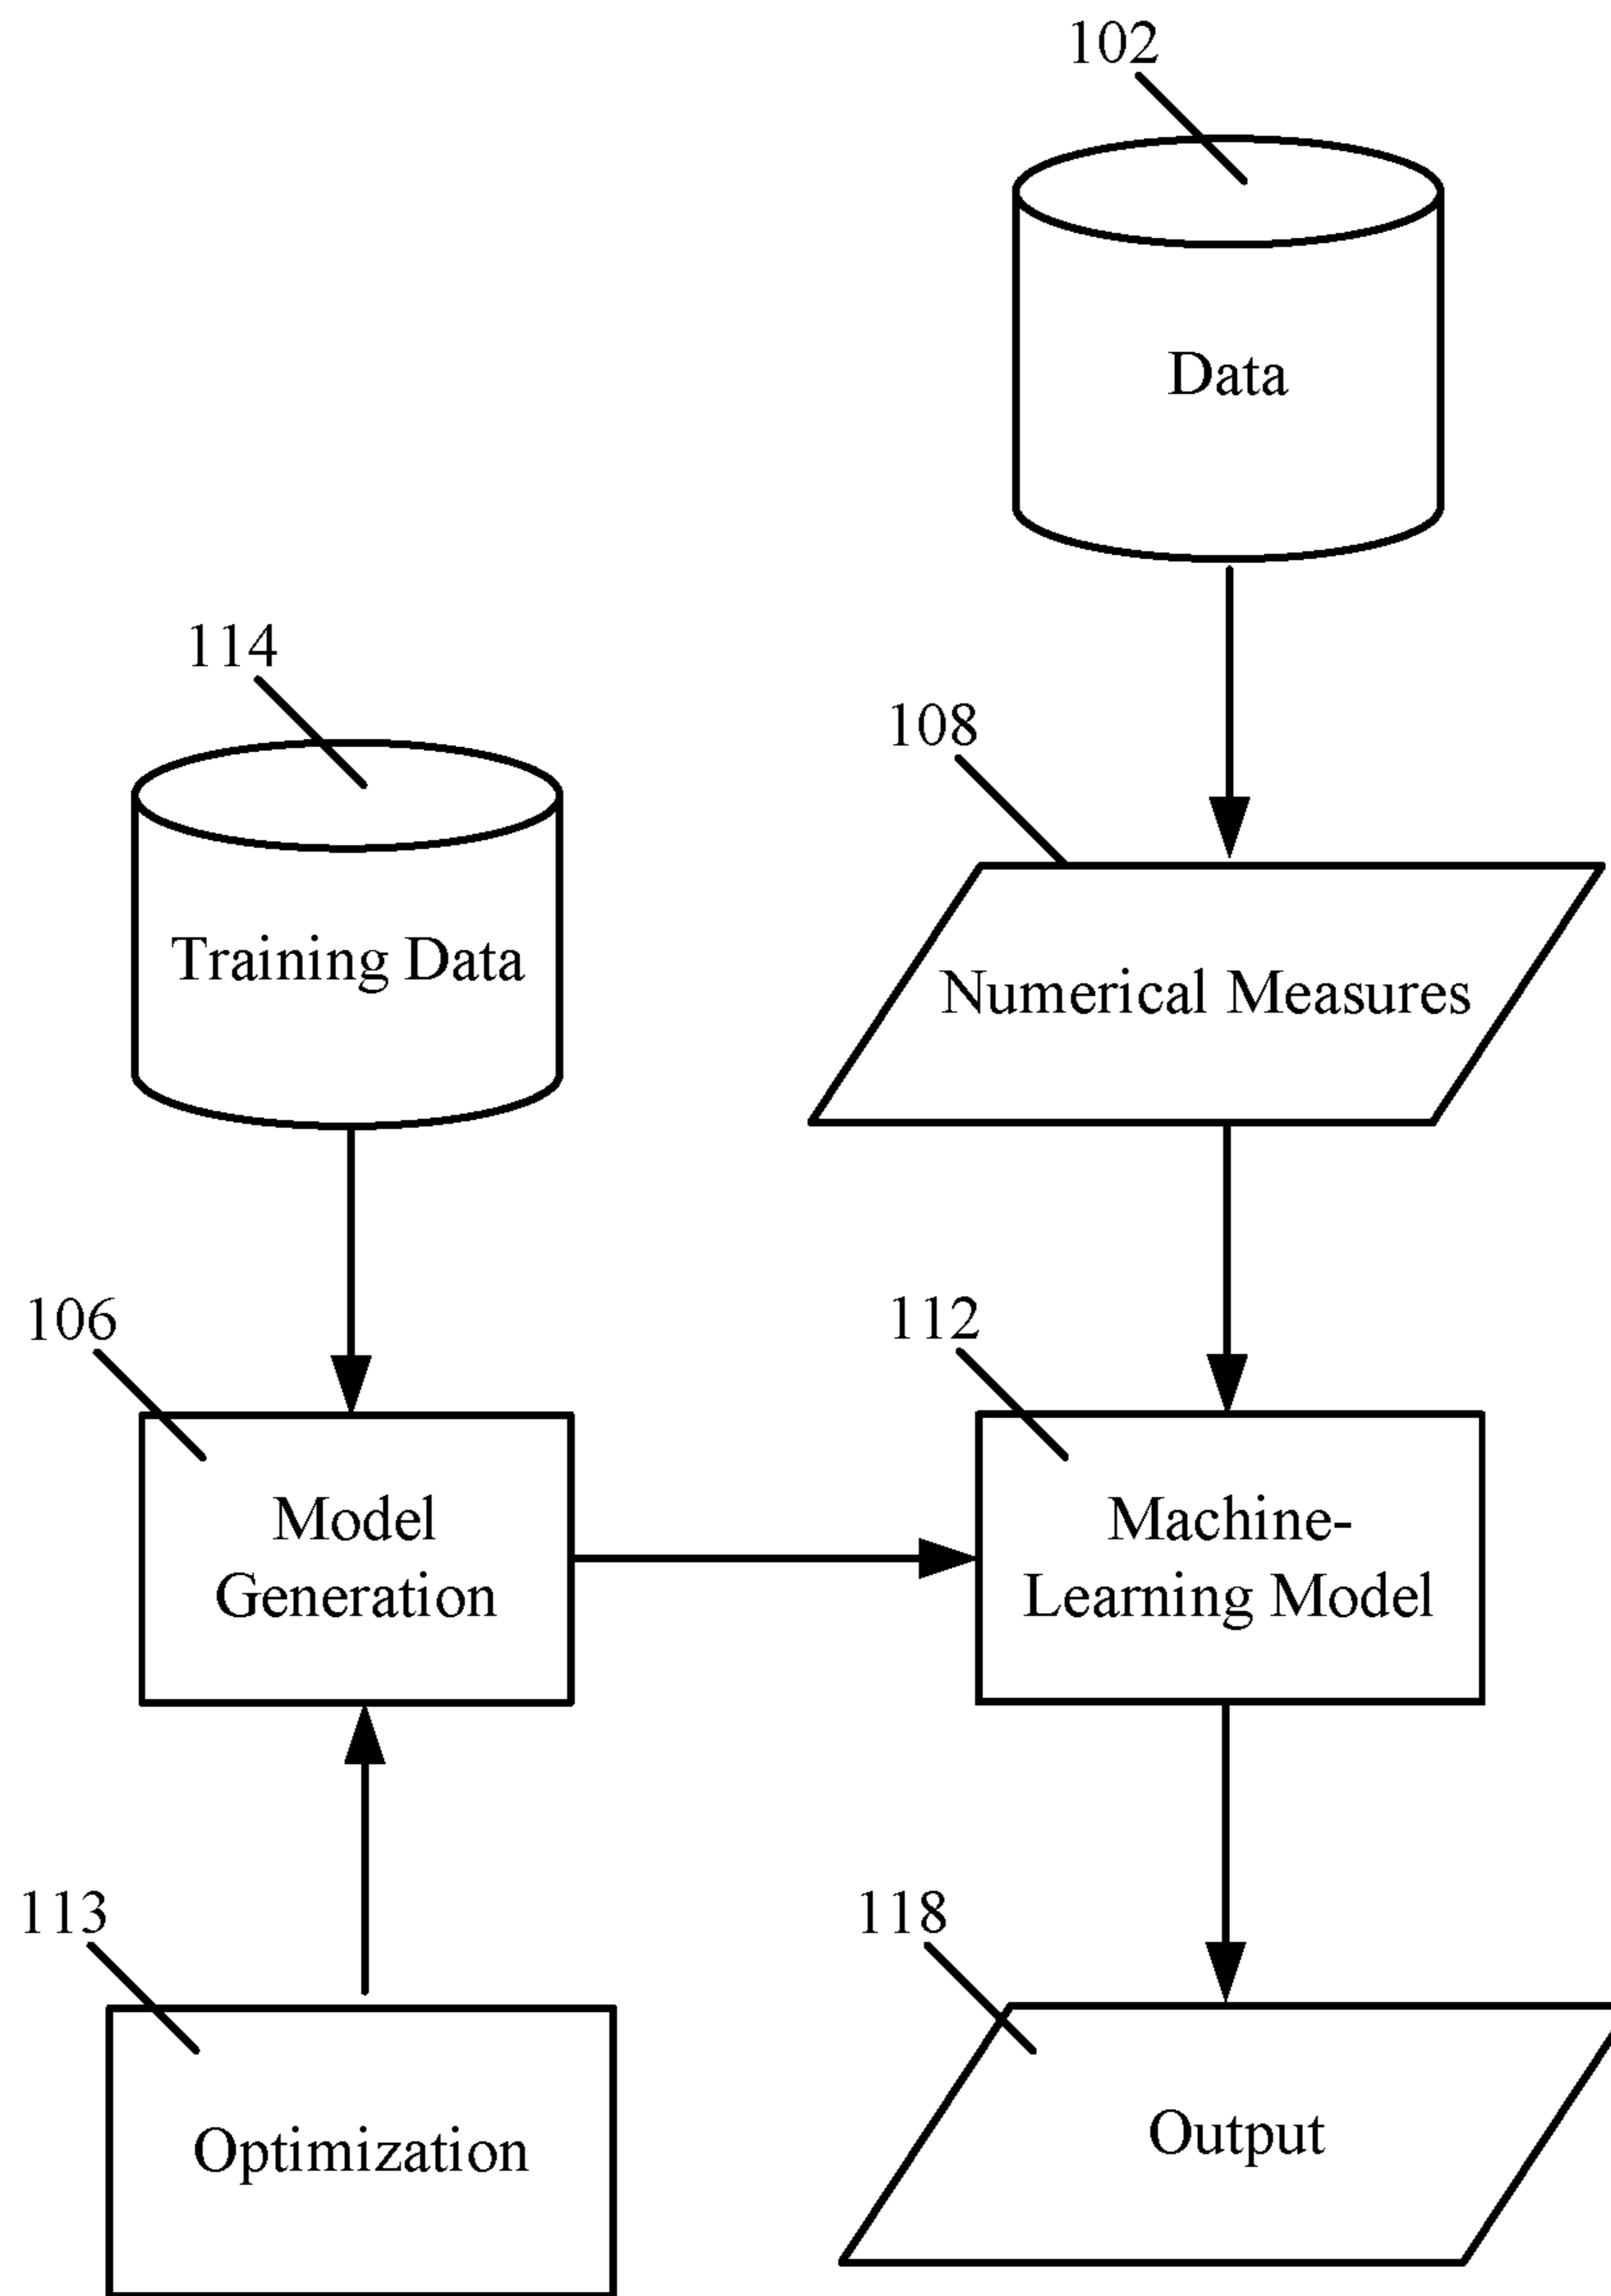 102
Data
114
108
Training Data
Numerical Measures
106
112
Model
Generation
Machine-
Learning Model
113
118
Optimization
Output